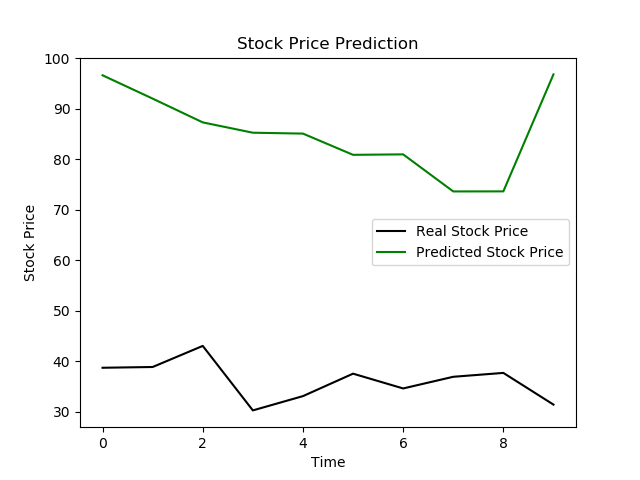 Stock Price Prediction
100
90
80
70
60
50
40
30
Stock Price
Real Stock Price
Predicted Stock Price
0 2 4 6 8
Time